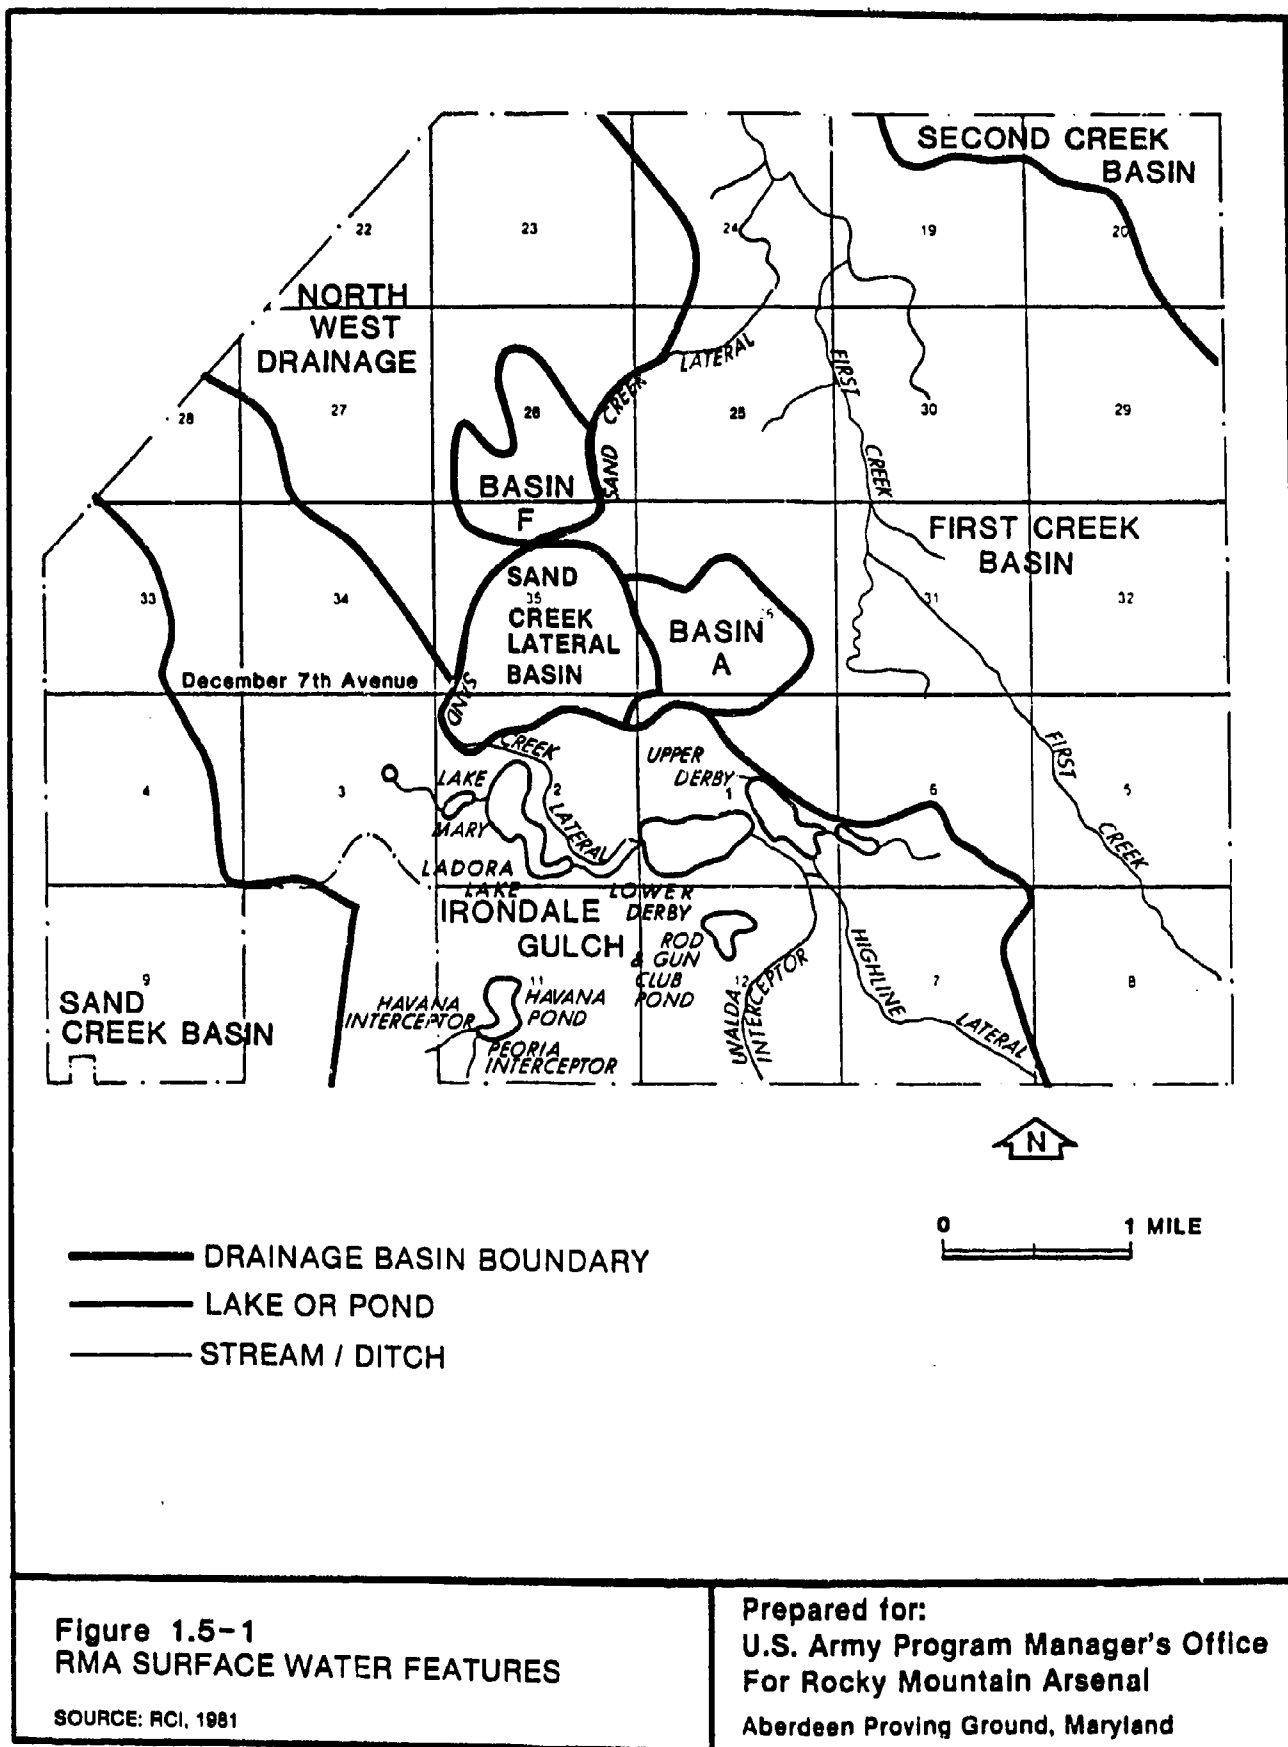 SECOND CREEK
BASIN
22
23
24
19
20
NORTH
WEST
DRAINAGE
LATERAL
FIRST
CREEK
28
27
26
SAND CREEK
25
30
29
BASIN
F
FIRST CREEK
BASIN
SAND
35
CREEK
LATERAL
BASIN
33
34
BASIN
A
31
32
December 7th Avenue
SAND
CREEK
LATERAL
UPPER
DERBY
FIRST
CREEK
4
3
LAKE
MARY
2
1
6
5
LADORA
LAKE
LOWER
DERBY
IRONDALE
GULCH
ROD
& GUN
CLUB
POND
HIGHLINE
LATERAL
9
SAND
CREEK BASIN
HAVANA
INTERCEPTOR
11
HAVANA
POND
PEORIA
INTERCEPTOR
12
UVALDA
INTERCEPTOR
7
8
N
0
1 MILE
DRAINAGE BASIN BOUNDARY
LAKE OR POND
STREAM / DITCH
Figure 1.5-1
RMA SURFACE WATER FEATURES
SOURCE: RCI, 1981
Prepared for:
U.S. Army Program Manager's Office
For Rocky Mountain Arsenal
Aberdeen Proving Ground, Maryland